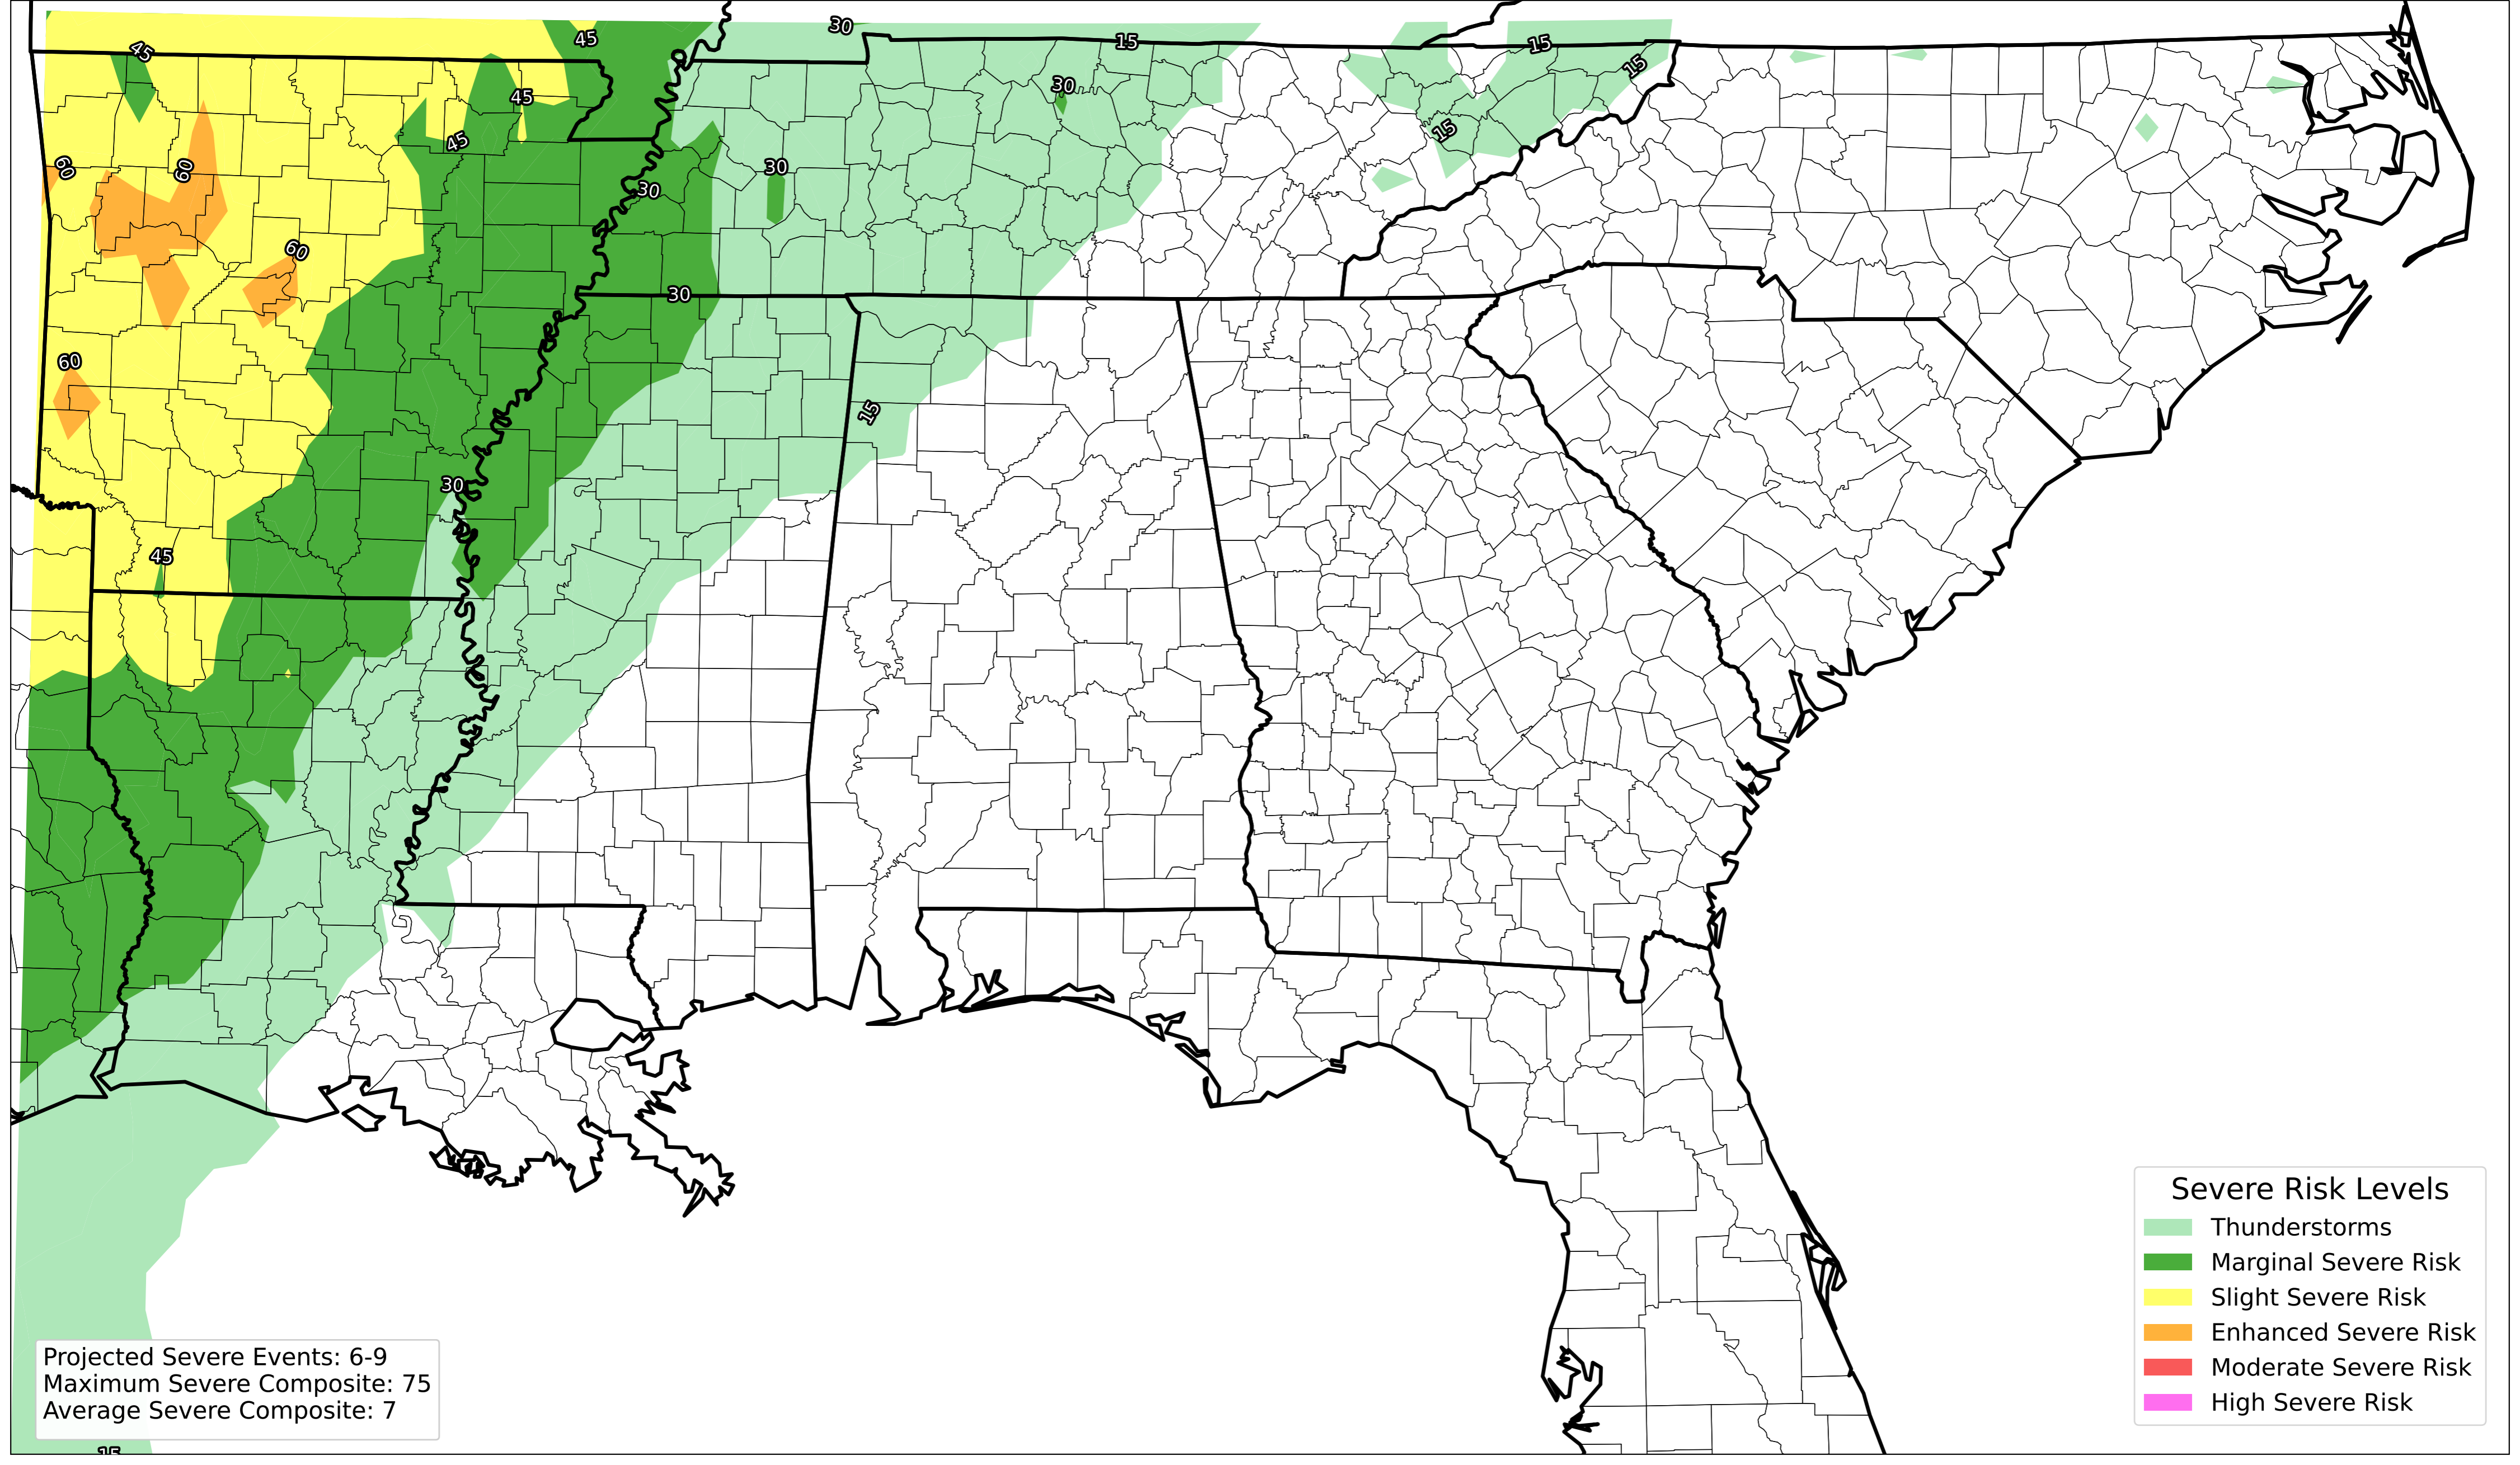 30
15
15
45
45
15
30
45
15
45
60
60
30
30
60
30
60
15
30
45
Severe Risk Levels
Thunderstorms
Marginal Severe Risk
Slight Severe Risk
Enhanced Severe Risk
Moderate Severe Risk
High Severe Risk
Projected Severe Events: 6-9
Maximum Severe Composite: 75
Average Severe Composite: 7
15